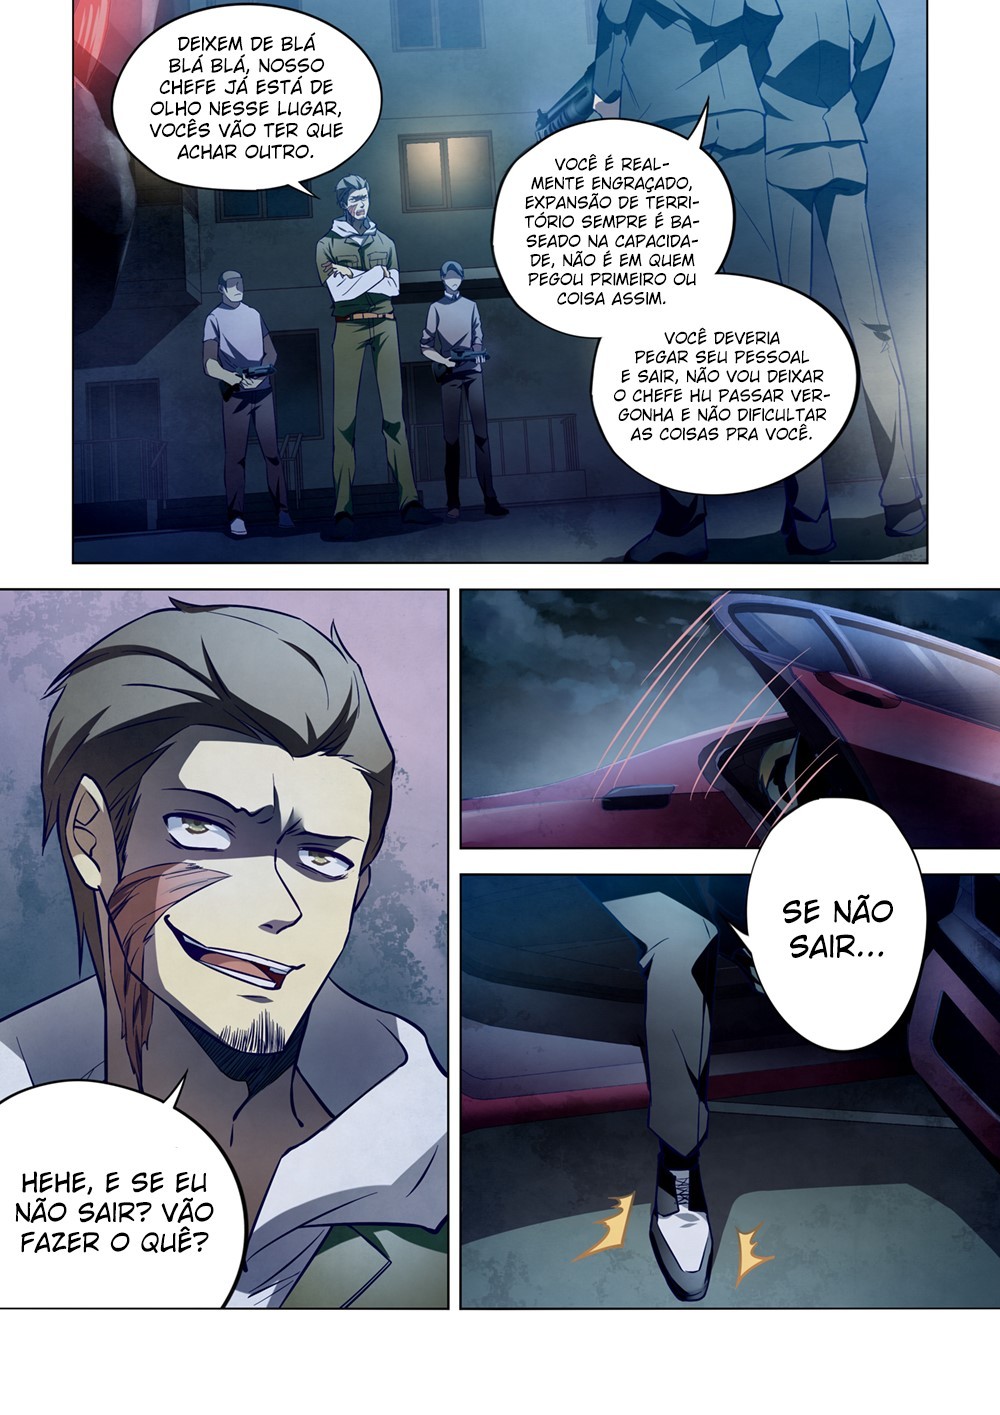 DEIXEM DE BLÁ
BLÁ BLÁ, NOSSO
CHEFE JÁ ESTÁ DE
OLHO NESSE LUGAR,
VOCÊS VÃO TER QUE
ACHAR OUTRO.
VOCÊ É REAL-
MENTE ENGRAÇADO,
EXPANSÃO DE TERRI-
TÓRIO SEMPRE É BA-
SEADO NA CAPACIDA-
DE, NÃO É EM QUEM
PEGOU PRIMEIRO OU
COISA ASSIM.
VOCÊ DEVERIA
PEGAR SEU PESSOAL
E SAIR, NÃO VOU DEIXAR
O CHEFE HU PASSAR VER-
GONHA E NÃO DIFICULTAR
AS COISAS PRA VOCÊ.
HEHE, E SE EU
NÃO SAIR? VÃO
FAZER O QUÊ?
SE NÃO
SAIR...